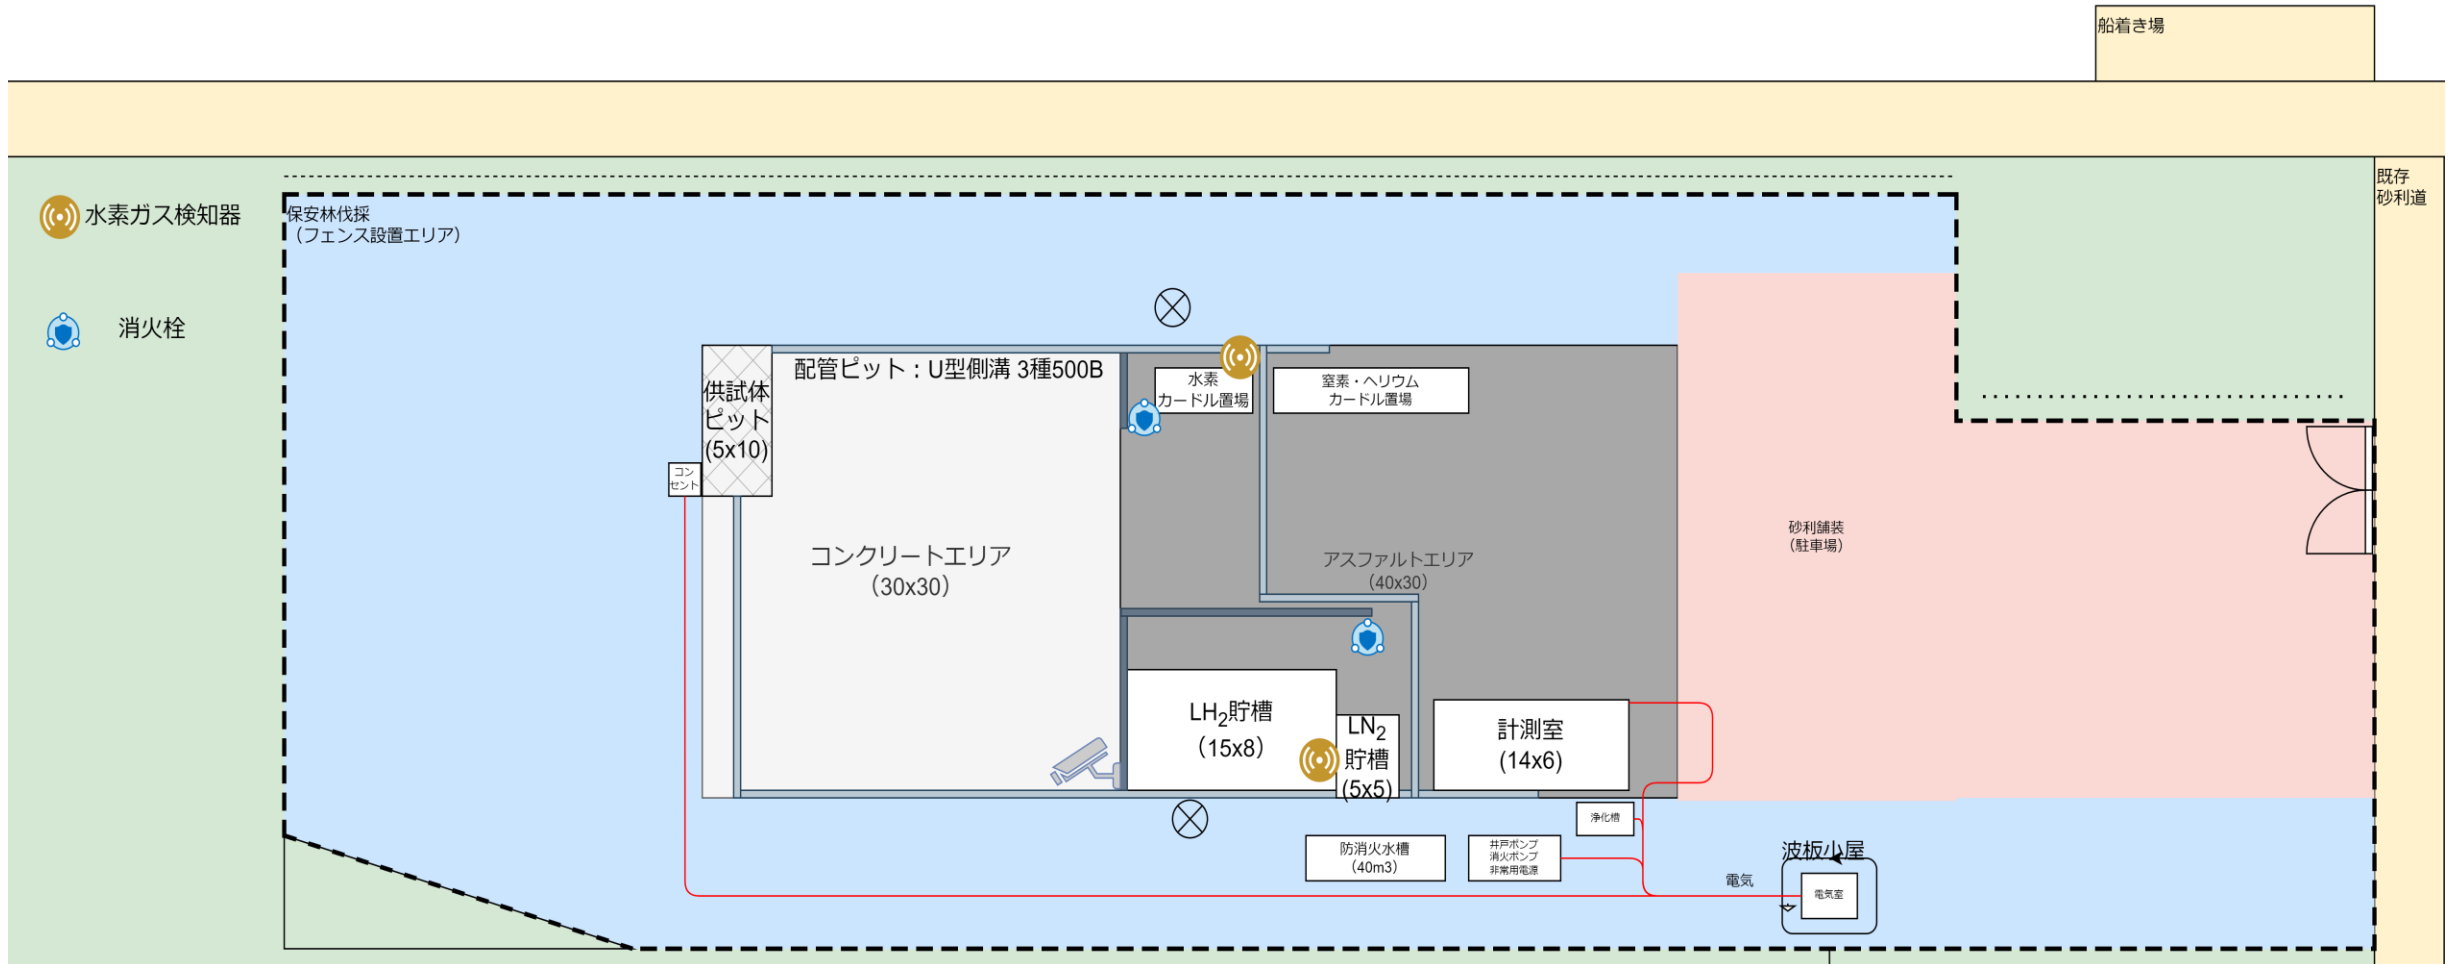 船着き場
既存
砂利道
水素ガス検知器
消火栓
保安林伐採
（フェンス設置エリア）
供試体
ピット
(5x10)
配管ピット：U型側溝 3種500B
水素
カードル置場
窒素・ヘリウム
カードル置場
コン
セント
コンクリートエリア
（30x30）
アスファルトエリア
（40x30）
砂利舗装
（駐車場）
LH2貯槽
（15x8）
LN2
貯槽
(5x5)
計測室
(14x6)
浄化槽
防消火水槽
（40m3）
井戸ポンプ
消火ポンプ
非常用電源
波板小屋
電気
電気室